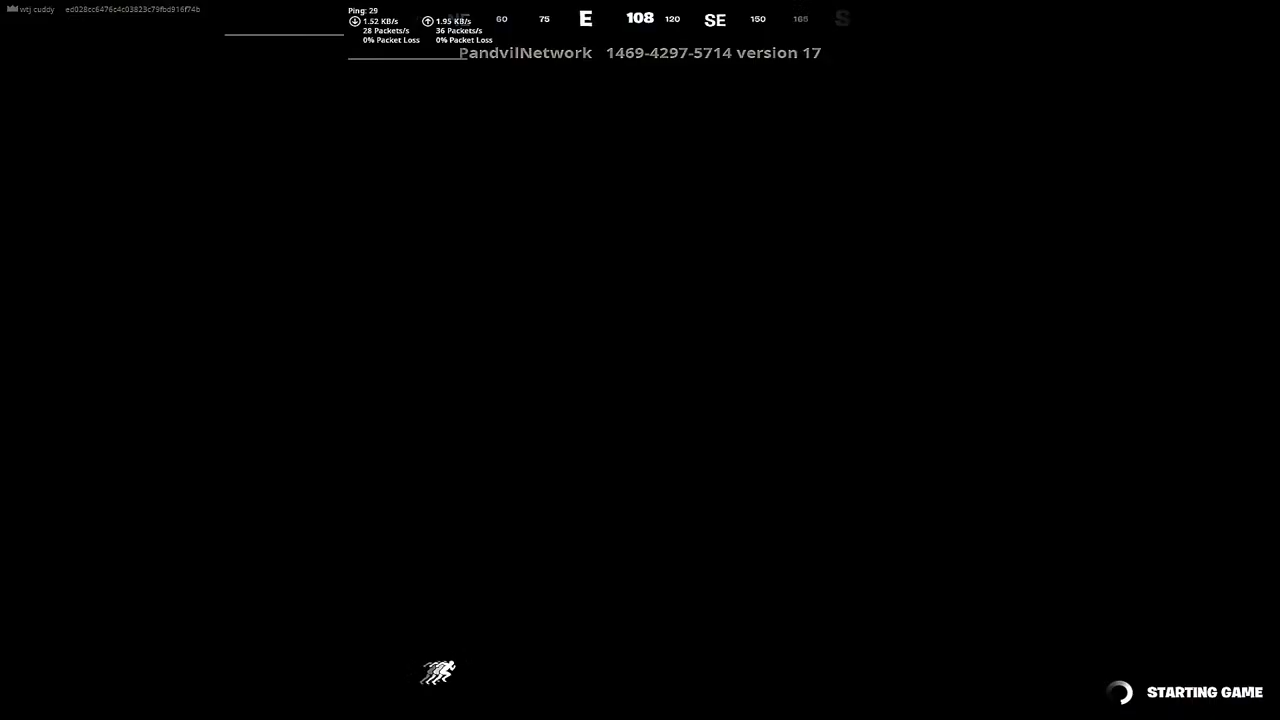 wtj cuddy ed028cc6476c4c03823c79fbd916f74b
Ping: 29
1.52 KB/s 1.95 KB/s
28 Packets/s 36 Packets/s
0% Packet Loss 0% Packet Loss
NE 60 75 E 108 120 SE 150 165 S
PandvilNetwork 1469-4297-5714 version 17
STARTING GAME